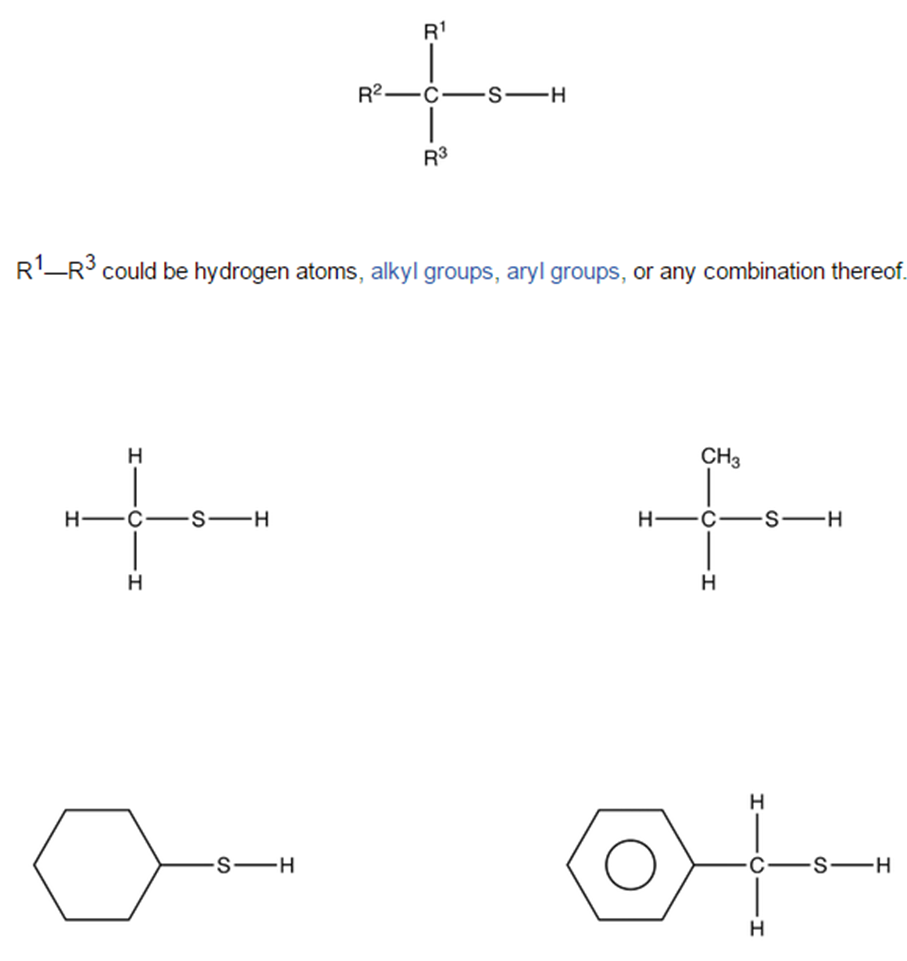 R¹
R²—C—S—H
R³
R¹—R³ could be hydrogen atoms, alkyl groups, aryl groups, or any combination thereof.
H
CH₃
H—C—S—H
H—C—S—H
H
H
H
S—H
C—S—H
H